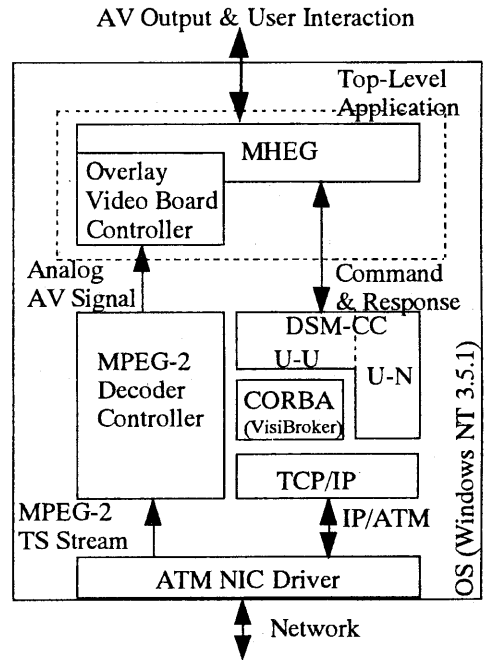 AV Output & User Interaction
Top-Level
Application
MHEG
Overlay
Video Board
Controller
Analog
AV Signal
Command
& Response
DSM-CC
U-U
U-N
MPEG-2
Decoder
Controller
CORBA
(VisiBroker)
TCP/IP
MPEG-2
TS Stream
IP/ATM
ATM NIC Driver
Network
OS (Windows NT 3.5.1)